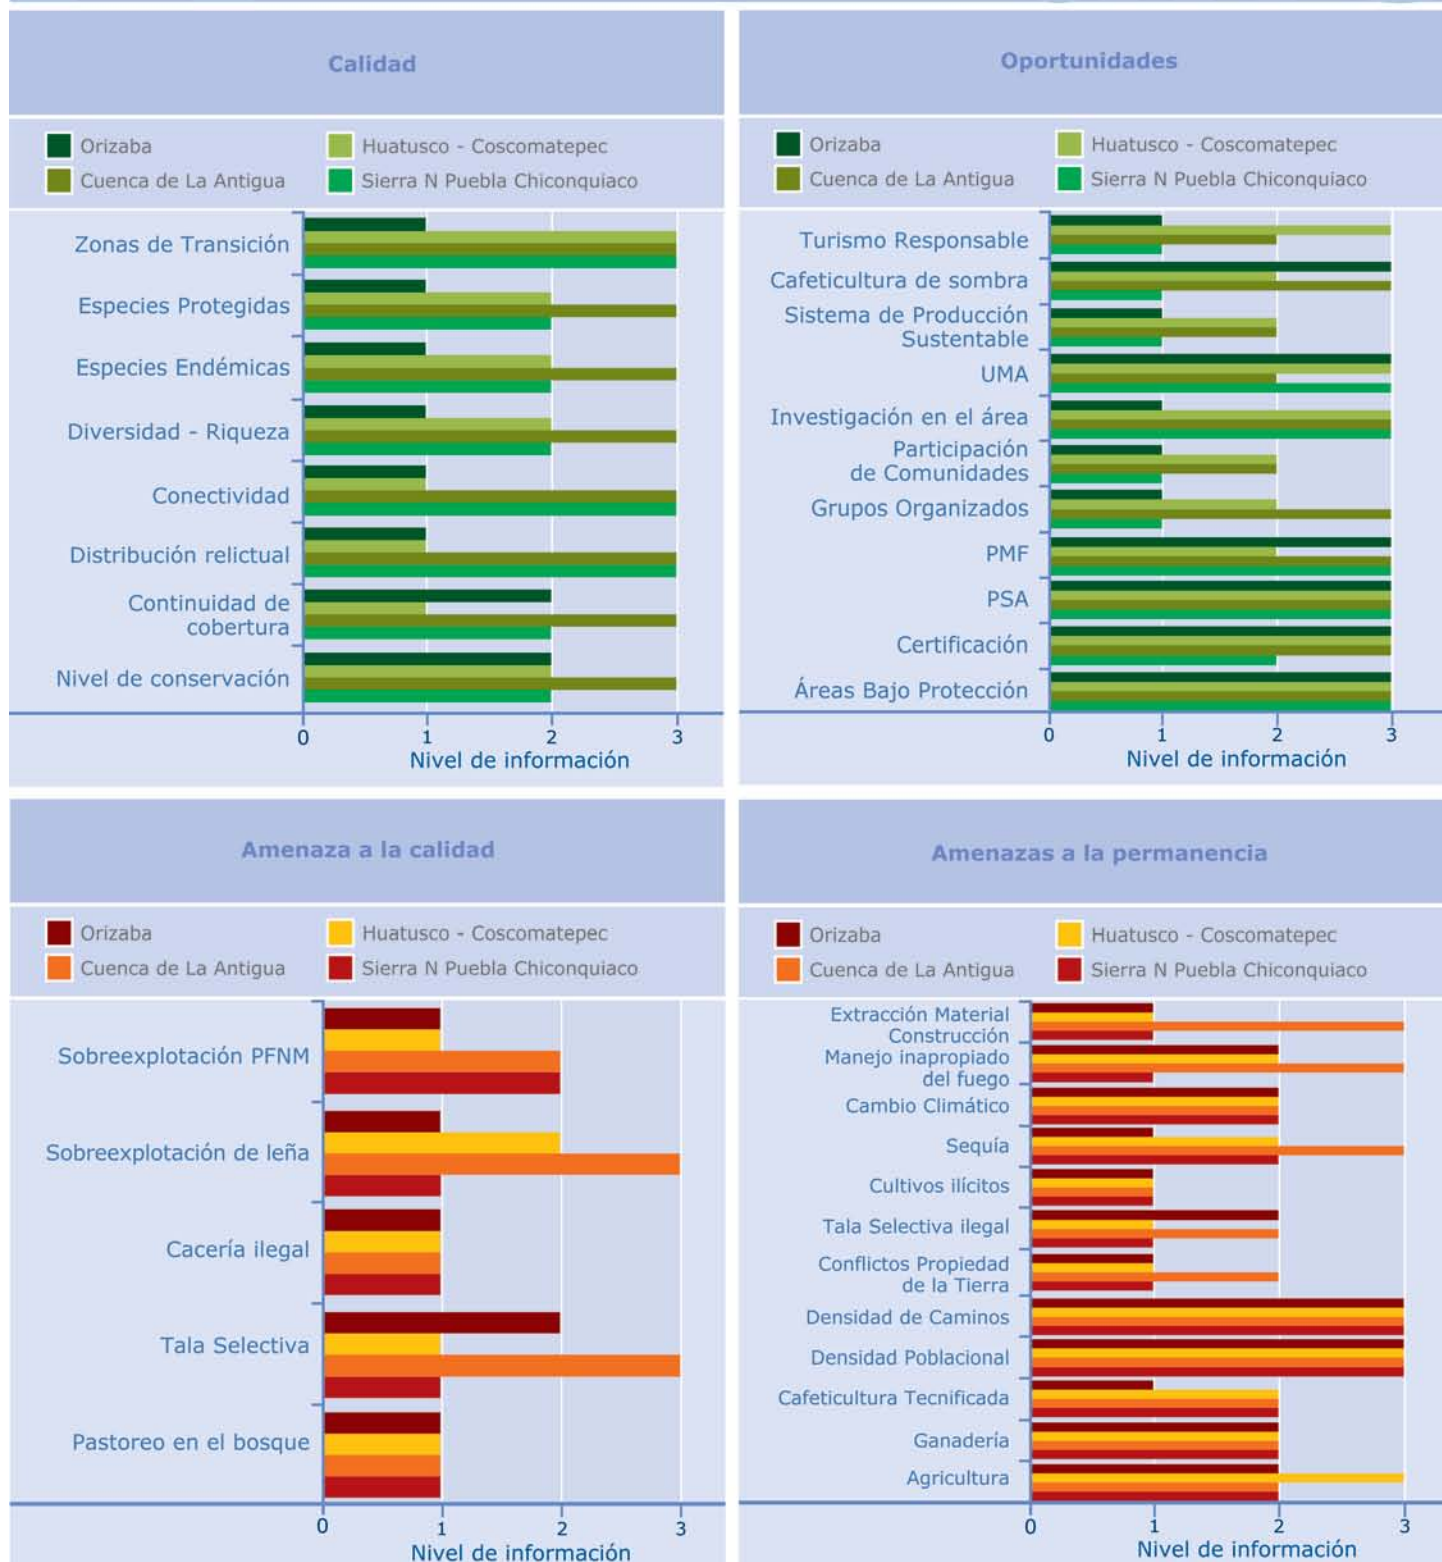 Calidad
Orizaba
Huatusco - Coscomatepec
Cuenca de La Antigua
Sierra N Puebla Chiconquiaco
Zonas de Transición
Especies Protegidas
Especies Endémicas
Diversidad - Riqueza
Conectividad
Distribución relictual
Continuidad de
cobertura
Nivel de conservación
0 1 2 3
Nivel de información
Oportunidades
Orizaba
Huatusco - Coscomatepec
Cuenca de La Antigua
Sierra N Puebla Chiconquiaco
Turismo Responsable
Cafeticultura de sombra
Sistema de Producción
Sustentable
UMA
Investigación en el área
Participación
de Comunidades
Grupos Organizados
PMF
PSA
Certificación
Áreas Bajo Protección
0 1 2 3
Nivel de información
Amenaza a la calidad
Orizaba
Huatusco - Coscomatepec
Cuenca de La Antigua
Sierra N Puebla Chiconquiaco
Sobreexplotación PFNM
Sobreexplotación de leña
Cacería ilegal
Tala Selectiva
Pastoreo en el bosque
0 1 2 3
Nivel de información
Amenazas a la permanencia
Orizaba
Huatusco - Coscomatepec
Cuenca de La Antigua
Sierra N Puebla Chiconquiaco
Extracción Material
Construcción
Manejo inapropiado
del fuego
Cambio Climático
Sequía
Cultivos ilícitos
Tala Selectiva ilegal
Conflictos Propiedad
de la Tierra
Densidad de Caminos
Densidad Poblacional
Cafeticultura Tecnificada
Ganadería
Agricultura
0 1 2 3
Nivel de información